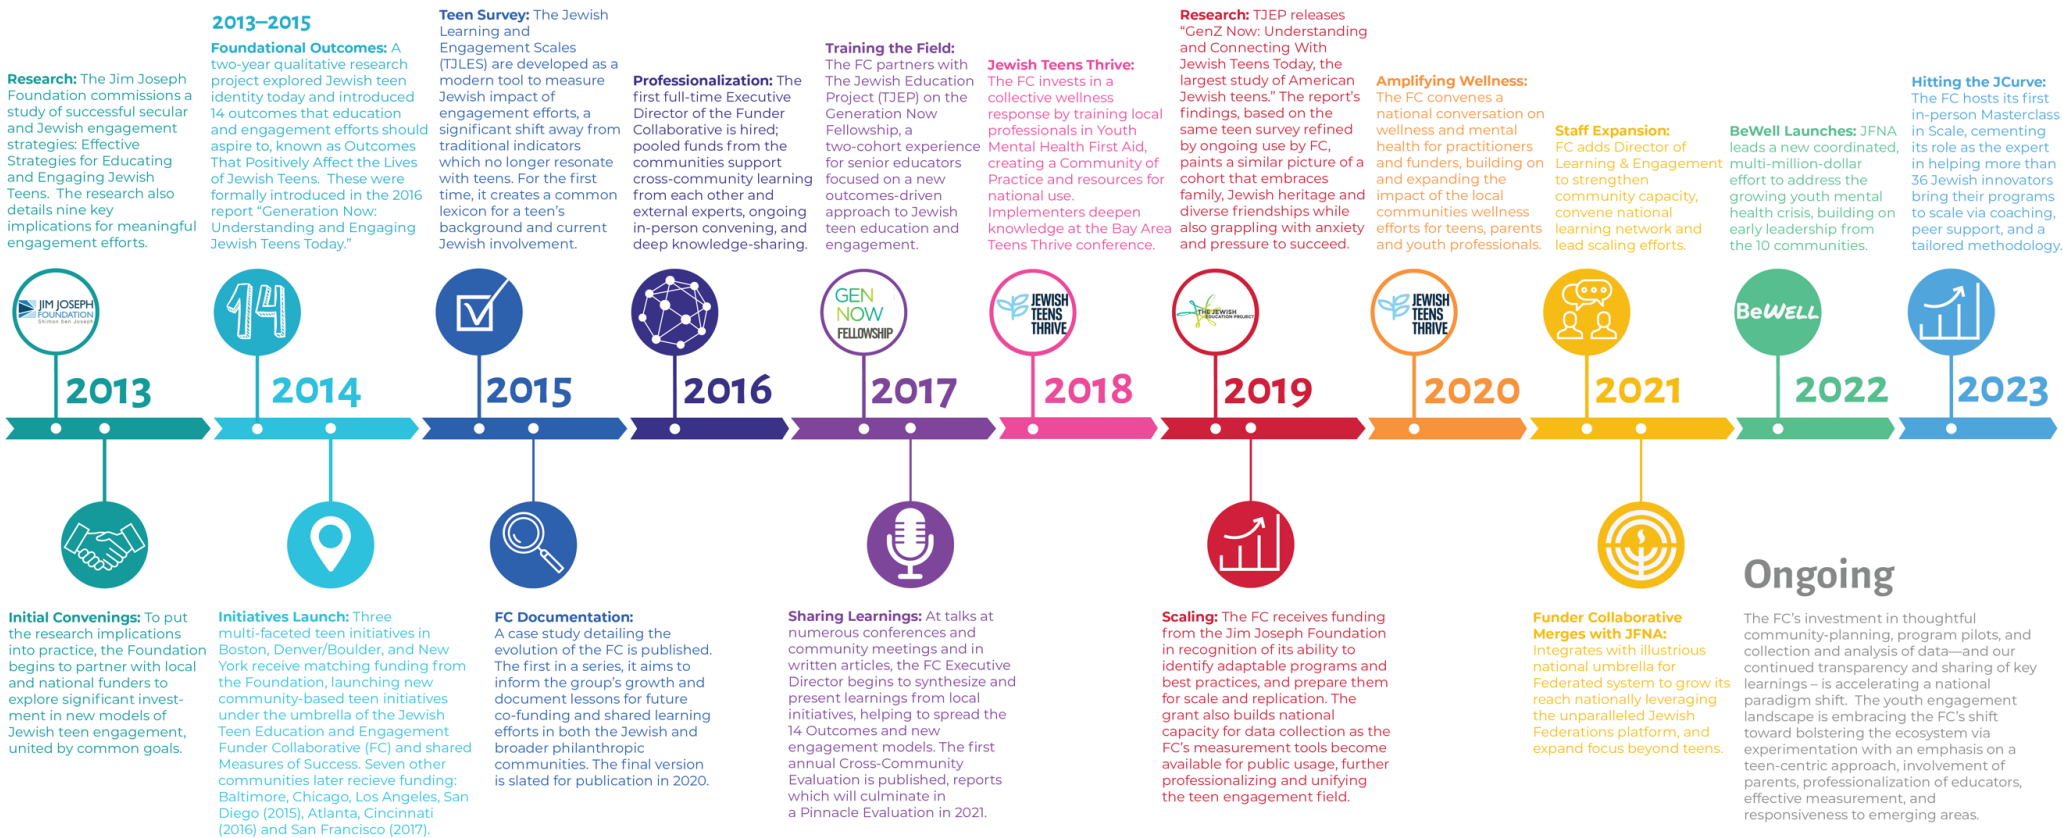 Research: The Jim Joseph
Foundation commissions a
study of successful secular
and Jewish engagement
strategies: Effective
Strategies for Educating
and Engaging Jewish
Teens. The research also
details nine key
implications for meaningful
engagement efforts.
2013–2015
Foundational Outcomes: A
two-year qualitative research
project explored Jewish teen
identity today and introduced
14 outcomes that education
and engagement efforts should
aspire to, known as Outcomes
That Positively Affect the Lives
of Jewish Teens. These were
formally introduced in the 2016
report “Generation Now:
Understanding and Engaging
Jewish Teens Today.”
Teen Survey: The Jewish
Learning and
Engagement Scales
(TJLES) are developed as a
modern tool to measure
Jewish impact of
engagement efforts, a
significant shift away from
traditional indicators
which no longer resonate
with teens. For the first
time, it creates a common
lexicon for a teen’s
background and current
Jewish involvement.
Professionalization: The
first full-time Executive
Director of the Funder
Collaborative is hired;
pooled funds from the
communities support
cross-community learning
from each other and
external experts, ongoing
in-person convening, and
deep knowledge-sharing.
Training the Field:
The FC partners with
The Jewish Education
Project (TJEP) on the
Generation Now
Fellowship, a
two-cohort experience
for senior educators
focused on a new
outcomes-driven
approach to Jewish
teen education and
engagement.
Jewish Teens Thrive:
The FC invests in a
collective wellness
response by training local
professionals in Youth
Mental Health First Aid,
creating a Community of
Practice and resources for
national use.
Implementers deepen
knowledge at the Bay Area
Teens Thrive conference.
Research: TJEP releases
“GenZ Now: Understanding
and Connecting With
Jewish Teens Today, the
largest study of American
Jewish teens.” The report’s
findings, based on the
same teen survey refined
by ongoing use by FC,
paints a similar picture of a
cohort that embraces
family, Jewish heritage and
diverse friendships while
also grappling with anxiety
and pressure to succeed.
Amplifying Wellness:
The FC convenes a
national conversation on
wellness and mental
health for practitioners
and funders, building on
and expanding the
impact of the local
communities wellness
efforts for teens, parents
and youth professionals.
Staff Expansion:
FC adds Director of
Learning & Engagement
to strengthen
community capacity,
convene national
learning network and
lead scaling efforts.
BeWell Launches: JFNA
leads a new coordinated,
multi-million-dollar
effort to address the
growing youth mental
health crisis, building on
early leadership from
the 10 communities.
Hitting the JCurve:
The FC hosts its first
in-person Masterclass
in Scale, cementing
its role as the expert
in helping more than
36 Jewish innovators
bring their programs
to scale via coaching,
peer support, and a
tailored methodology.
JIM JOSEPH
FOUNDATION
Shimon ben Joseph
14
GEN
NOW
FELLOWSHIP
JEWISH
TEENS
THRIVE
THE JEWISH
EDUCATION PROJECT
JEWISH
TEENS
THRIVE
BeWELL
2013
2014
2015
2016
2017
2018
2019
2020
2021
2022
2023
Initial Convenings: To put
the research implications
into practice, the Foundation
begins to partner with local
and national funders to
explore significant invest-
ment in new models of
Jewish teen engagement,
united by common goals.
Initiatives Launch: Three
multi-faceted teen initiatives in
Boston, Denver/Boulder, and New
York receive matching funding from
the Foundation, launching new
community-based teen initiatives
under the umbrella of the Jewish
Teen Education and Engagement
Funder Collaborative (FC) and shared
Measures of Success. Seven other
communities later recieve funding:
Baltimore, Chicago, Los Angeles, San
Diego (2015), Atlanta, Cincinnati
(2016) and San Francisco (2017).
FC Documentation:
A case study detailing the
evolution of the FC is published.
The first in a series, it aims to
inform the group’s growth and
document lessons for future
co-funding and shared learning
efforts in both the Jewish and
broader philanthropic
communities. The final version
is slated for publication in 2020.
Sharing Learnings: At talks at
numerous conferences and
community meetings and in
written articles, the FC Executive
Director begins to synthesize and
present learnings from local
initiatives, helping to spread the
14 Outcomes and new
engagement models. The first
annual Cross-Community
Evaluation is published, reports
which will culminate in
a Pinnacle Evaluation in 2021.
Scaling: The FC receives funding
from the Jim Joseph Foundation
in recognition of its ability to
identify adaptable programs and
best practices, and prepare them
for scale and replication. The
grant also builds national
capacity for data collection as the
FC’s measurement tools become
available for public usage, further
professionalizing and unifying
the teen engagement field.
Funder Collaborative
Merges with JFNA:
Integrates with illustrious
national umbrella for
Federated system to grow its
reach nationally leveraging
the unparalleled Jewish
Federations platform, and
expand focus beyond teens.
Ongoing
The FC’s investment in thoughtful
community-planning, program pilots, and
collection and analysis of data—and our
continued transparency and sharing of key
learnings – is accelerating a national
paradigm shift. The youth engagement
landscape is embracing the FC’s shift
toward bolstering the ecosystem via
experimentation with an emphasis on a
teen-centric approach, involvement of
parents, professionalization of educators,
effective measurement, and
responsiveness to emerging areas.